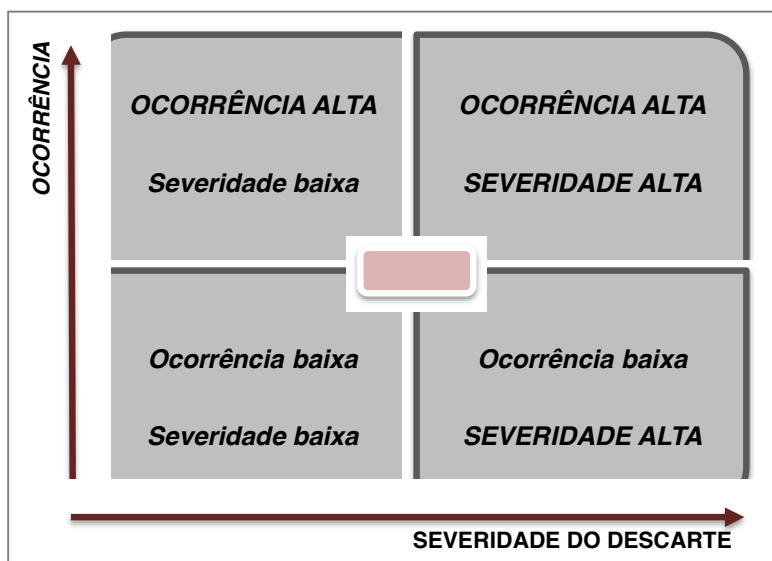 OCORRÊNCIA
OCORRÊNCIA ALTA
Severidade baixa
OCORRÊNCIA ALTA
SEVERIDADE ALTA
Ocorrência baixa
Severidade baixa
Ocorrência baixa
SEVERIDADE ALTA
SEVERIDADE DO DESCARTE